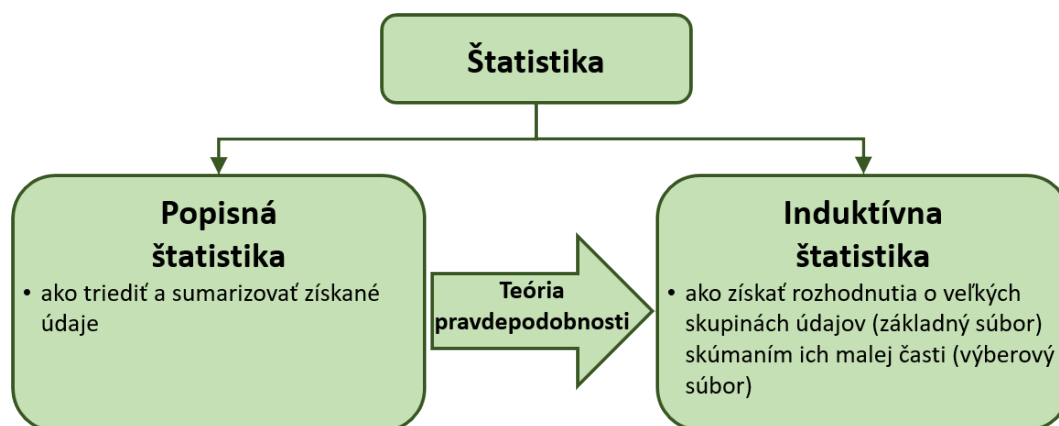 Štatistika
Popisná
štatistika
• ako triediť a sumarizovať získané
údaje
Teória
pravdepodobnosti
Induktívna
štatistika
• ako získať rozhodnutia o veľkých
skupinách údajov (základný súbor)
skúmaním ich malej časti (výberový
súbor)